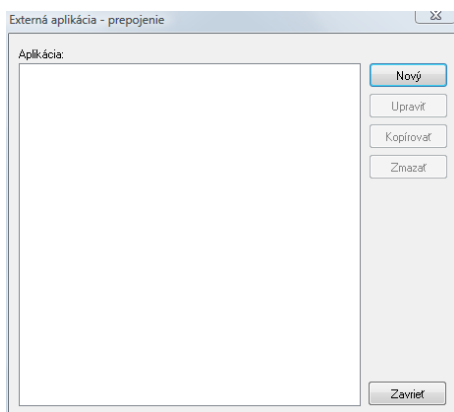 Externá aplikácia - prepojenie
Aplikácia:
Nový
Upraviť
Kopírovať
Zmazať
Zavrieť